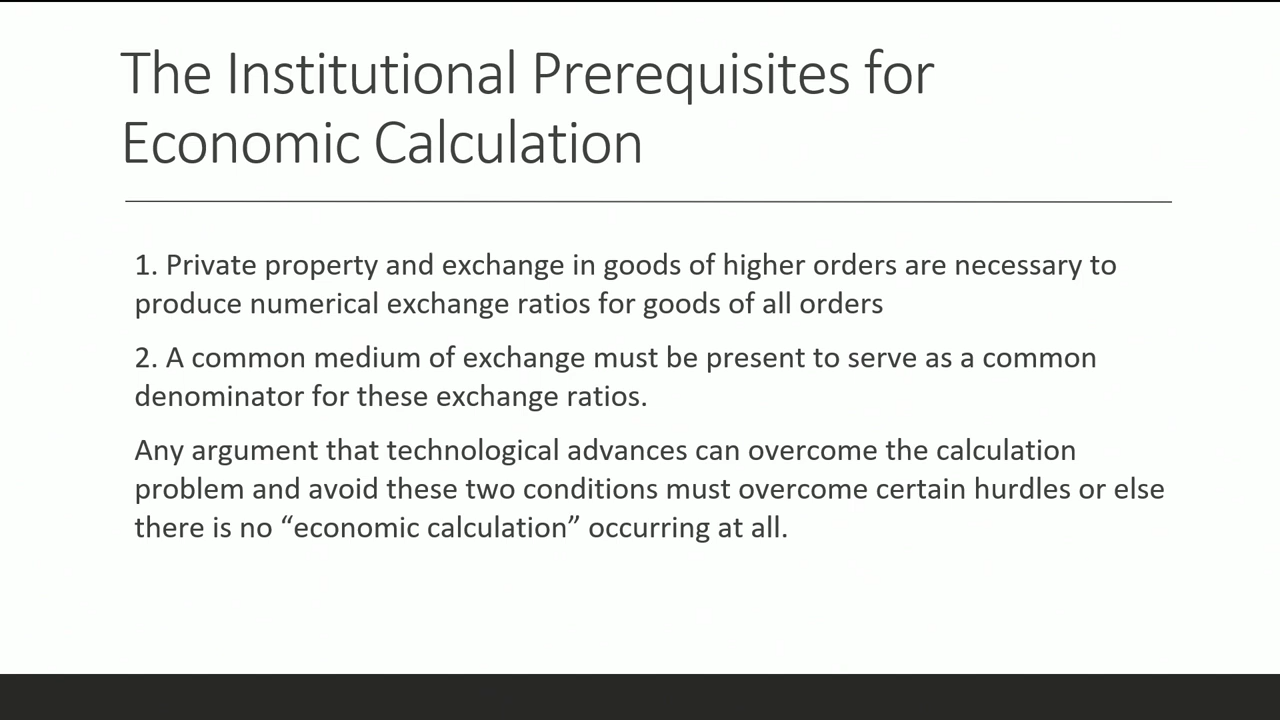 The Institutional Prerequisites for
Economic Calculation
1. Private property and exchange in goods of higher orders are necessary to
produce numerical exchange ratios for goods of all orders
2. A common medium of exchange must be present to serve as a common
denominator for these exchange ratios.
Any argument that technological advances can overcome the calculation
problem and avoid these two conditions must overcome certain hurdles or else
there is no “economic calculation” occurring at all.